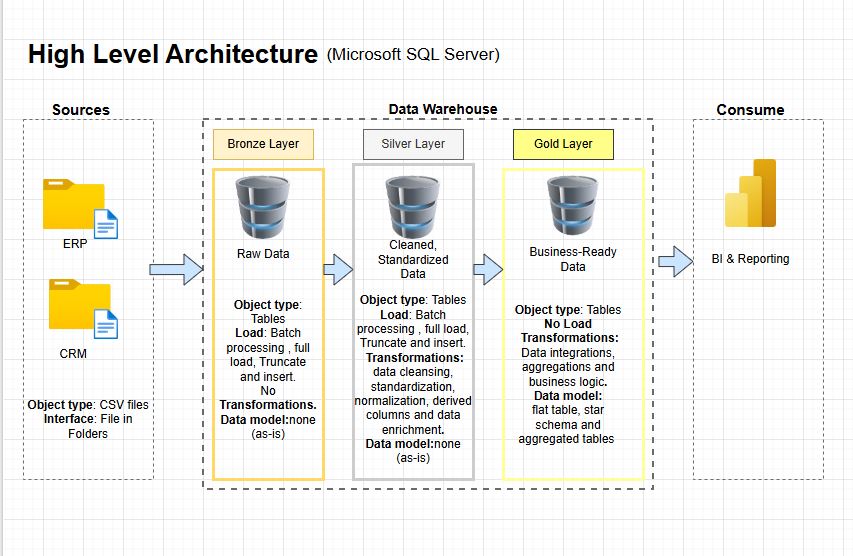 High Level Architecture (Microsoft SQL Server)
Sources
ERP
CRM
Object type: CSV files
Interface: File in
Folders
Data Warehouse
Bronze Layer
Raw Data
Object type:
Tables
Load: Batch
processing , full
load, Truncate
and insert.
No
Transformations.
Data model:none
(as-is)
Silver Layer
Cleaned,
Standardized
Data
Object type: Tables
Load: Batch
processing , full load,
Truncate and insert.
Transformations:
data cleansing,
standardization,
normalization, derived
columns and data
enrichment.
Data model:none
(as-is)
Gold Layer
Business-Ready
Data
Object type: Tables
No Load
Transformations:
Data integrations,
aggregations and
business logic.
Data model:
flat table, star
schema and
aggregated tables
Consume
BI & Reporting